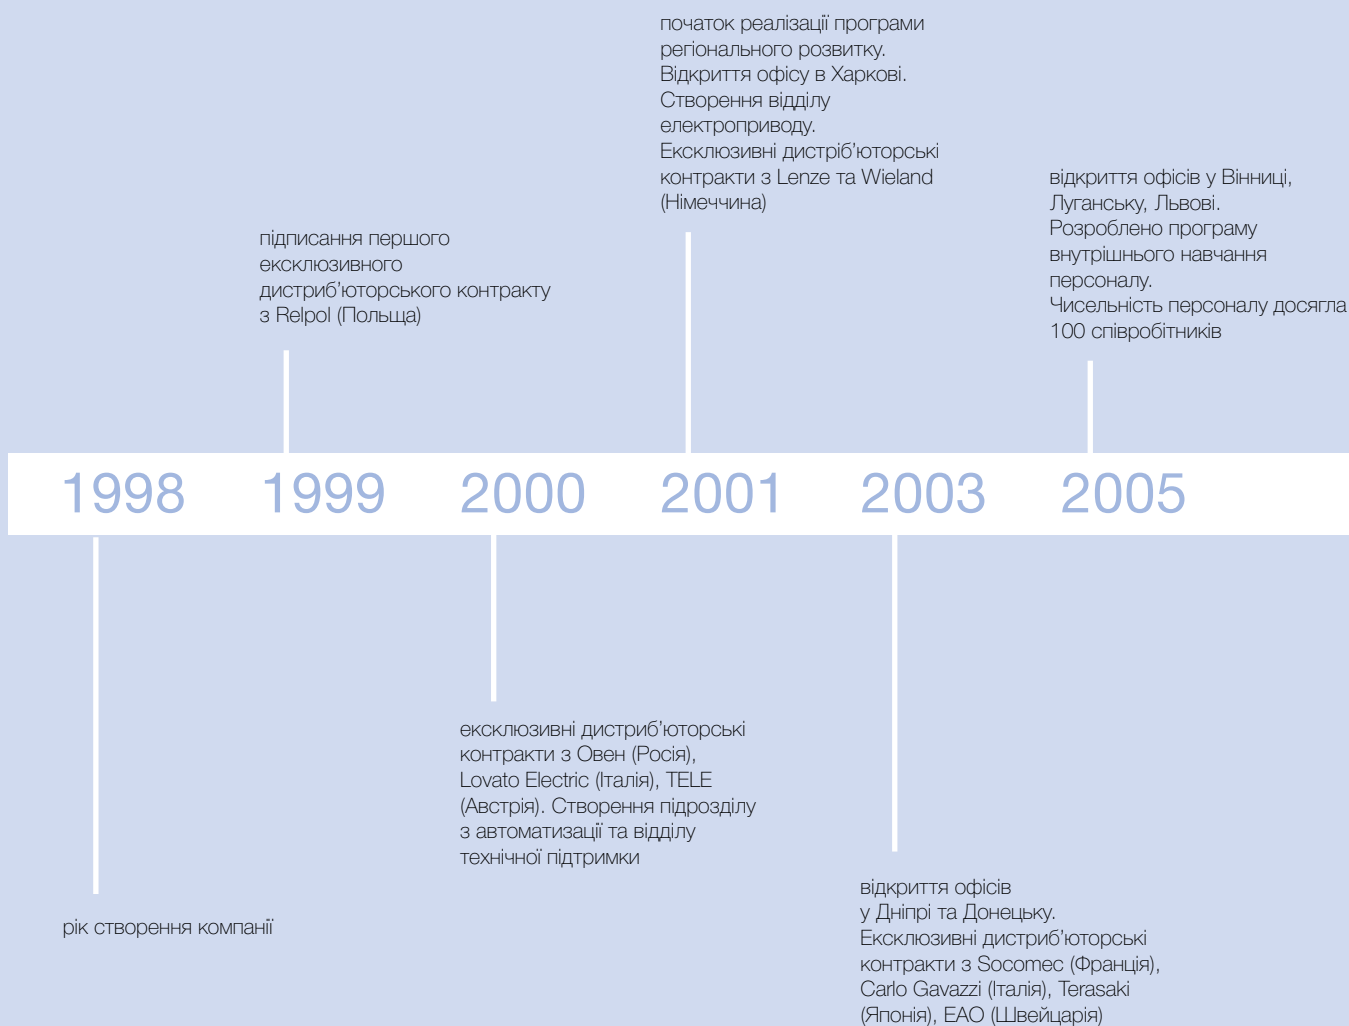 початок реалізації програми
регіонального розвитку.
Відкриття офісу в Харкові.
Створення відділу
електроприводу.
Ексклюзивні дистріб’юторські
контракти з Lenze та Wieland
(Німеччина)
відкриття офісів у Вінниці,
Луганську, Львові.
Розроблено програму
внутрішнього навчання
персоналу.
Чисельність персоналу досягла
100 співробітників
підписання першого
ексклюзивного
дистриб’юторського контракту
з Relpol (Польща)
1998 1999 2000 2001 2003 2005
ексклюзивні дистриб’юторські
контракти з Овен (Росія),
Lovato Electric (Італія), TELE
(Австрія). Створення підрозділу
з автоматизації та відділу
технічної підтримки
рік створення компанії
відкриття офісів
у Дніпрі та Донецьку.
Ексклюзивні дистриб’юторські
контракти з Socomec (Франція),
Carlo Gavazzi (Італія), Terasaki
(Японія), EAO (Швейцарія)